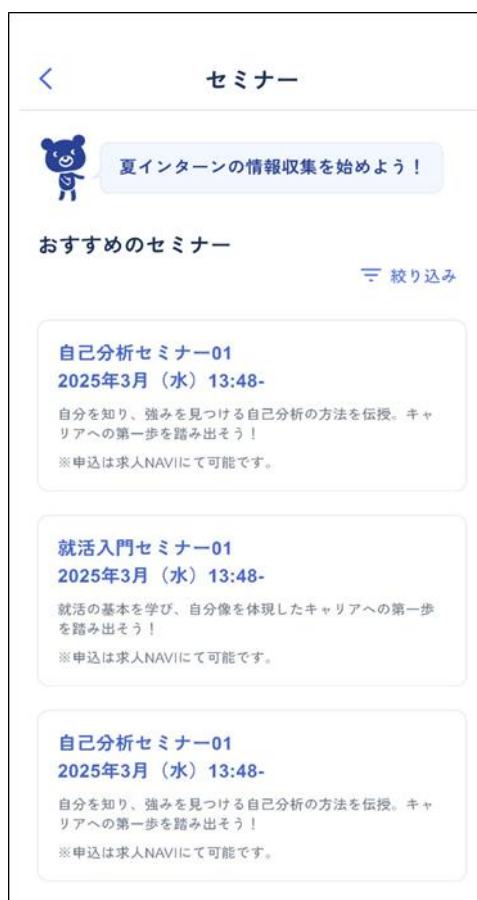 セミナー
夏インターンの情報収集を始めよう！
おすすめのセミナー
絞り込み
自己分析セミナー01
2025年3月（水）13:48-
自分を知り、強みを見つける自己分析の方法を伝授。キャ
リアへの第一歩を踏み出そう！
※申込は求人NAVIにて可能です。
就活入門セミナー01
2025年3月（水）13:48-
就活の基本を学び、自分像を体現したキャリアへの第一歩
を踏み出そう！
※申込は求人NAVIにて可能です。
自己分析セミナー01
2025年3月（水）13:48-
自分を知り、強みを見つける自己分析の方法を伝授。キャ
リアへの第一歩を踏み出そう！
※申込は求人NAVIにて可能です。